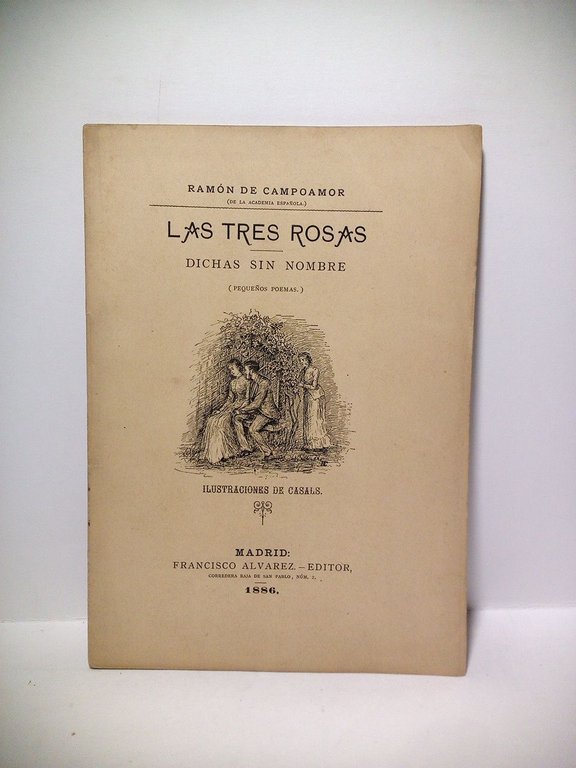 RAMÓN DE CAMPOAMOR
(DE LA ACADEMIA ESPAÑOLA.)
LAS TRES ROSAS
DICHAS SIN NOMBRE
(PEQUEÑOS POEMAS.)
ILUSTRACIONES DE CASALS.
MADRID:
FRANCISCO ALVAREZ.—EDITOR,
CORREDERA BAJA DE SAN PABLO, NÚM. 2.
1886.